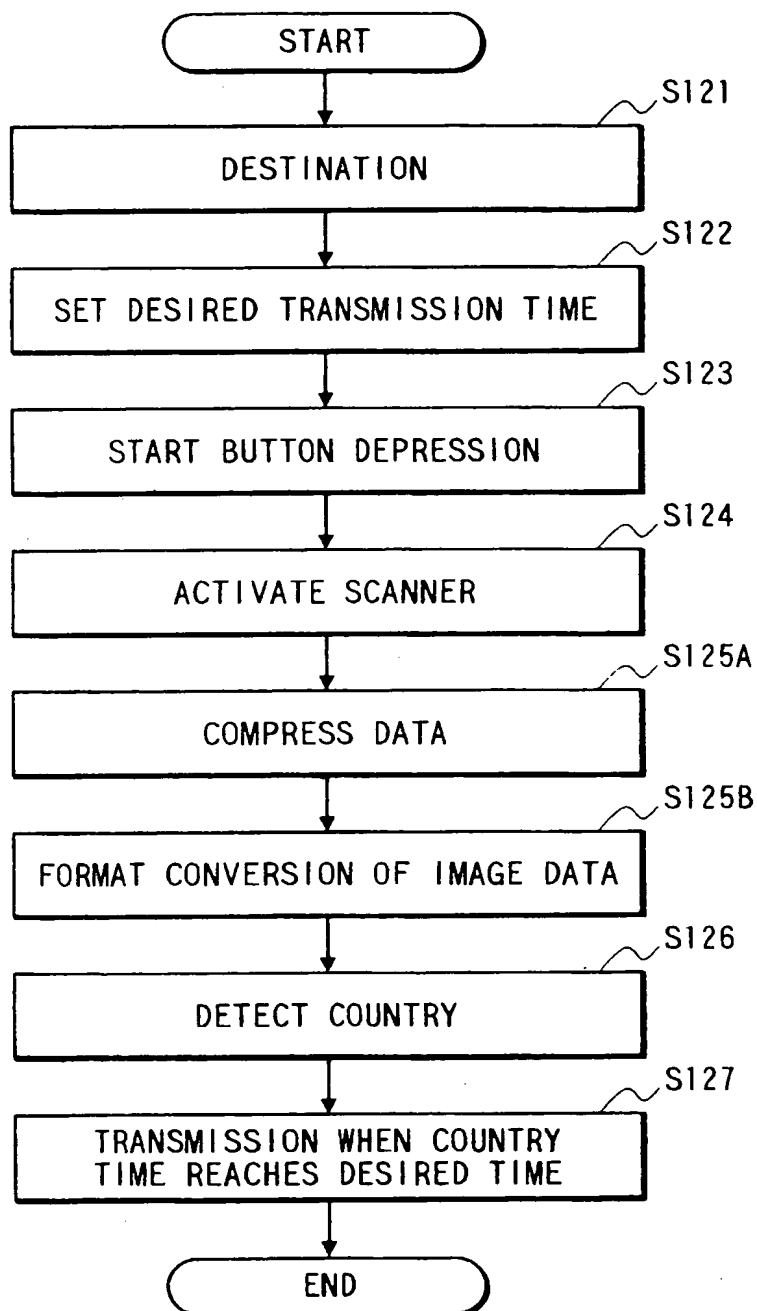 START
S121
DESTINATION
S122
SET DESIRED TRANSMISSION TIME
S123
START BUTTON DEPRESSION
S124
ACTIVATE SCANNER
S125A
COMPRESS DATA
S125B
FORMAT CONVERSION OF IMAGE DATA
S126
DETECT COUNTRY
S127
TRANSMISSION WHEN COUNTRY
TIME REACHES DESIRED TIME
END